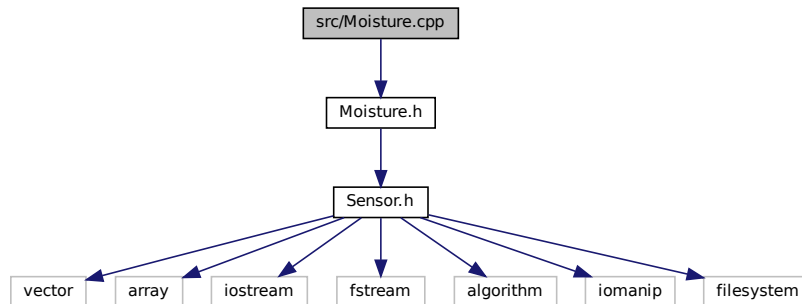 src/Moisture.cpp
Moisture.h
Sensor.h
vector array iostream fstream algorithm iomanip filesystem